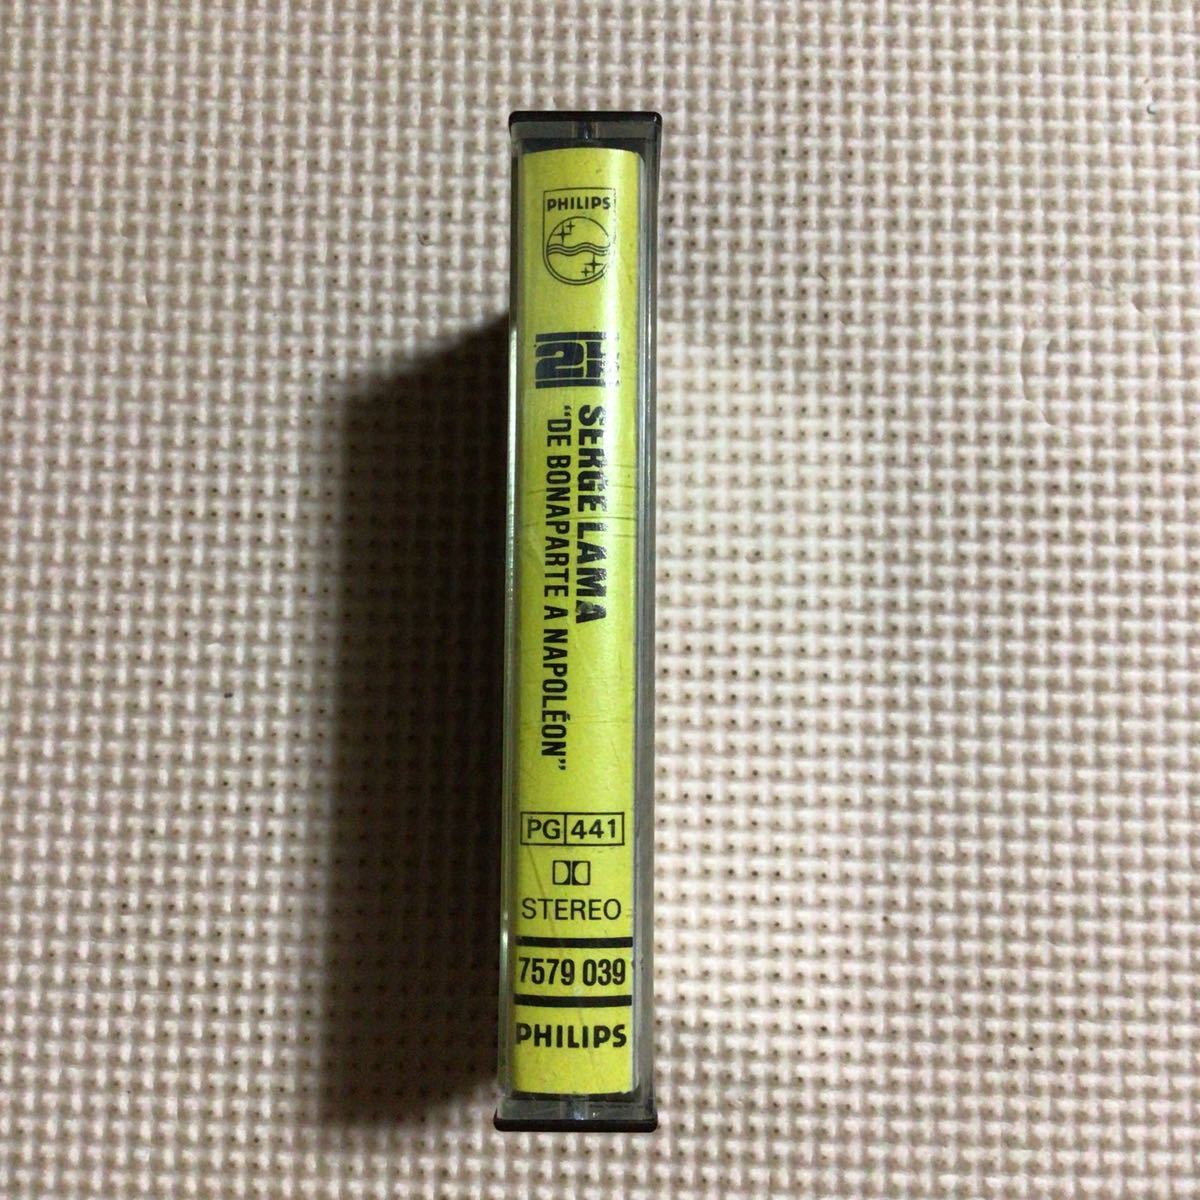 PHILIPS
2
SERGE LAMA
“DE BONAPARTE A NAPOLÉON”
PG 441
STEREO
7579 039
PHILIPS